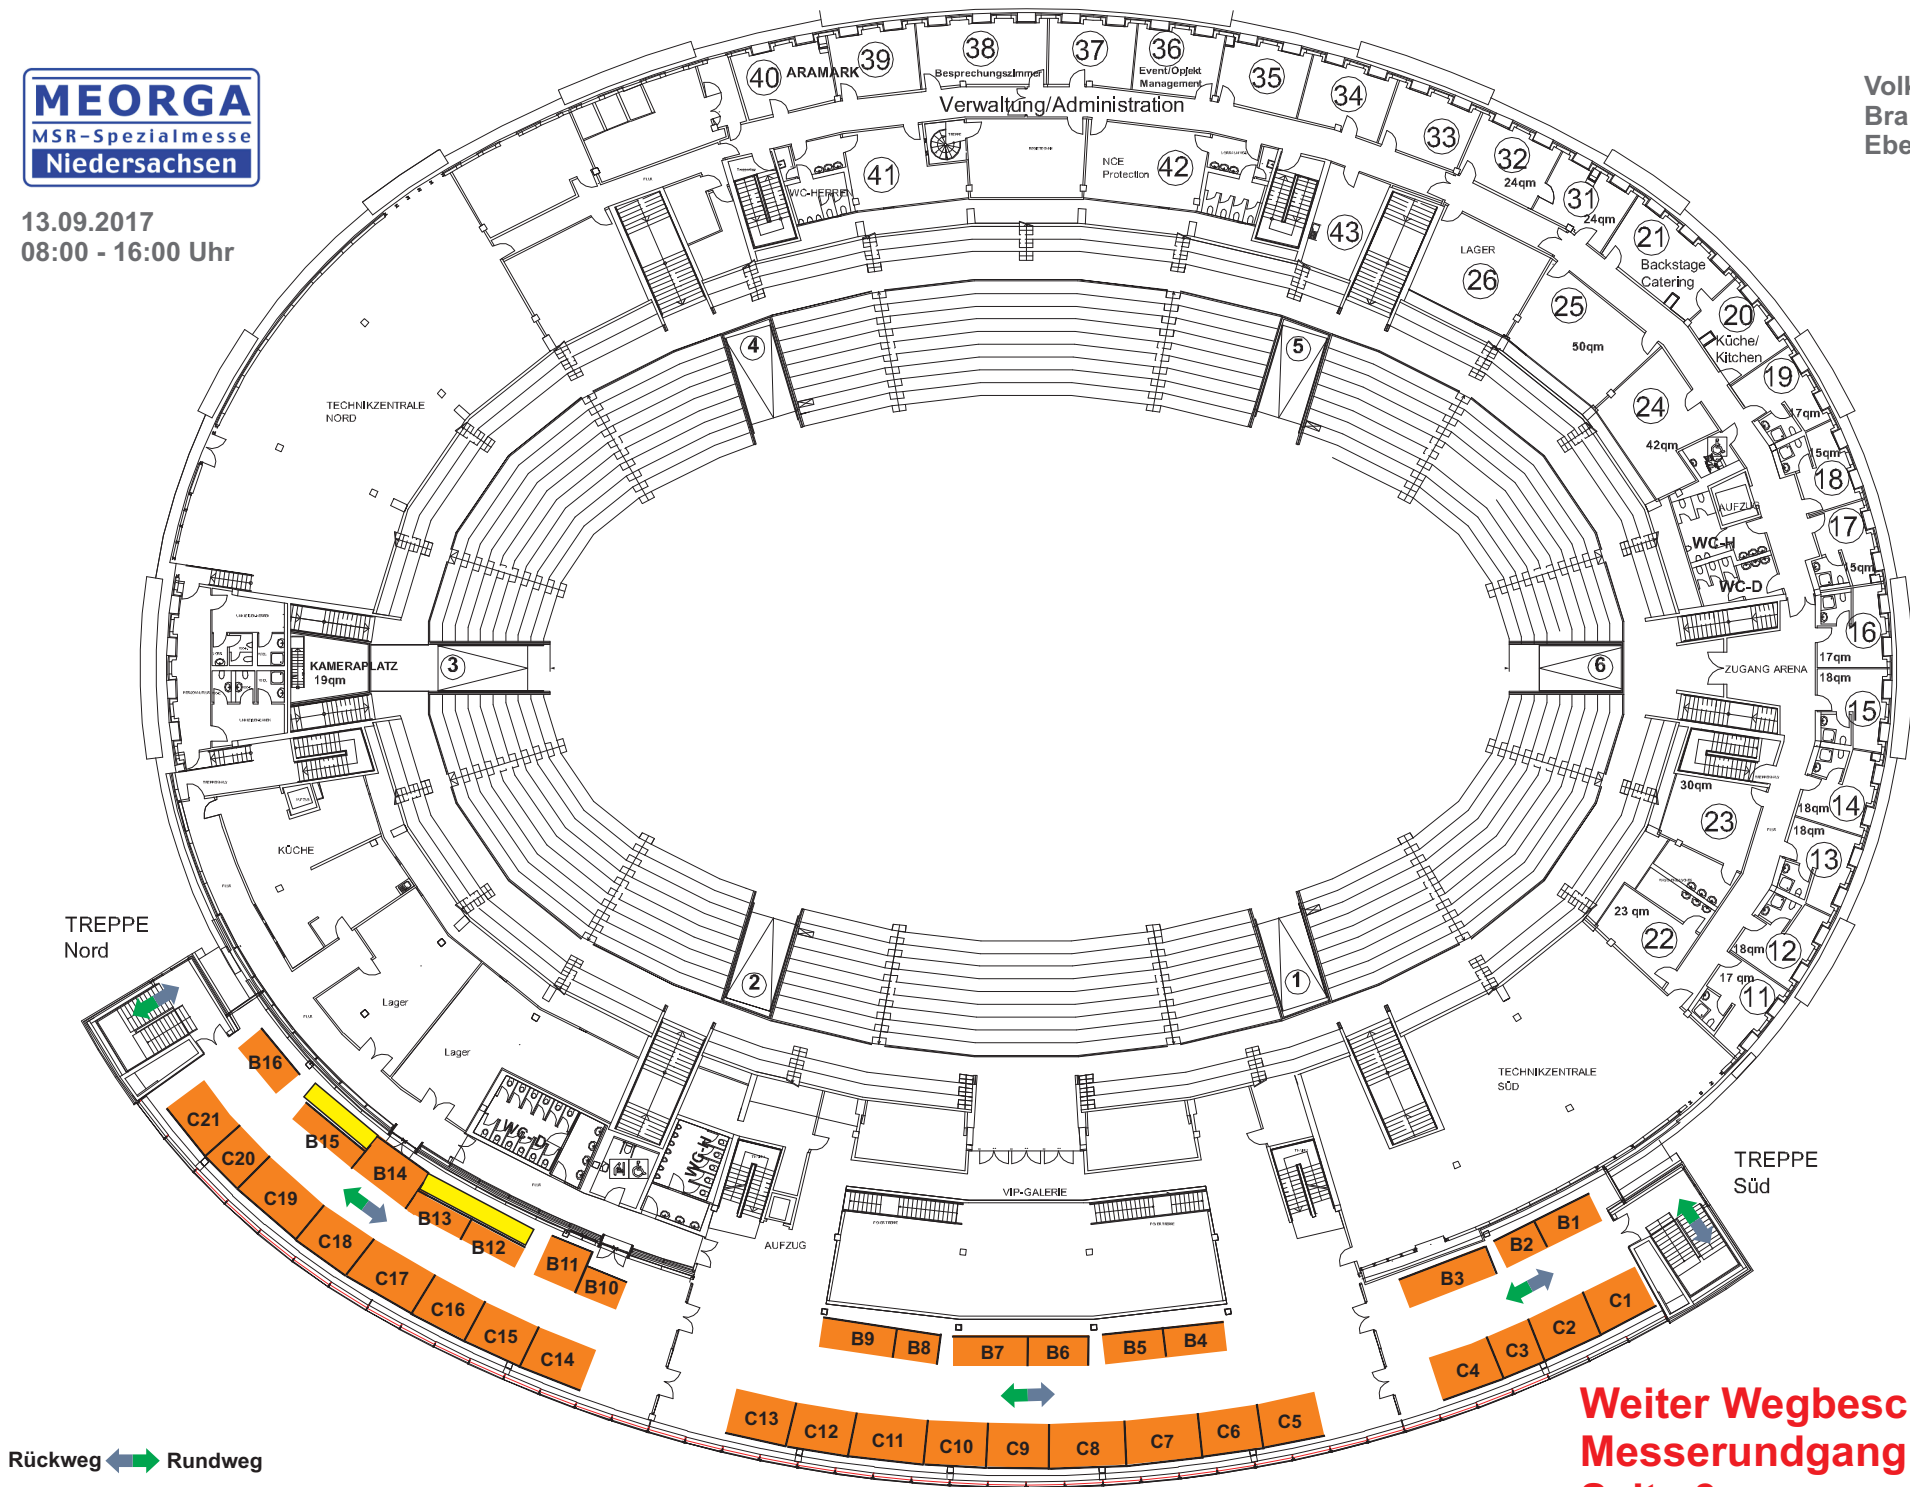 MEORGA
MSR-Spezialmesse
Niedersachsen
13.09.2017
08:00 - 16:00 Uhr
Volk
Bra
Ebe
40
ARAMARK
39
38
Besprechungszimmer
37
36
Event/Opjekt
Management
35
34
33
32
24qm
31
24qm
21
Backstage
Catering
20
Küche/
Kitchen
19
17qm
15qm
18
17
15qm
16
17qm
18qm
15
14
18qm
18qm
13
12
18qm
17 qm
11
Verwaltung/Administration
41
WC-HERREN
NCE
Protection
42
43
LAGER
26
25
50qm
24
42qm
AUFZUG
WC-H
WC-D
ZUGANG ARENA
30qm
23
23 qm
22
4
5
3
6
2
1
TECHNIKZENTRALE
NORD
KAMERAPLATZ
19qm
KÜCHE
Lager
Lager
WC-D
WC-H
AUFZUG
VIP-GALERIE
TECHNIKZENTRALE
SÜD
TREPPE
Nord
TREPPE
Süd
B16
B15
B14
B13
B12
B11
B10
B9
B8
B7
B6
B5
B4
B3
B2
B1
C21
C20
C19
C18
C17
C16
C15
C14
C13
C12
C11
C10
C9
C8
C7
C6
C5
C4
C3
C2
C1
Rückweg
Rundweg
Weiter Wegbesc
Messerundgang